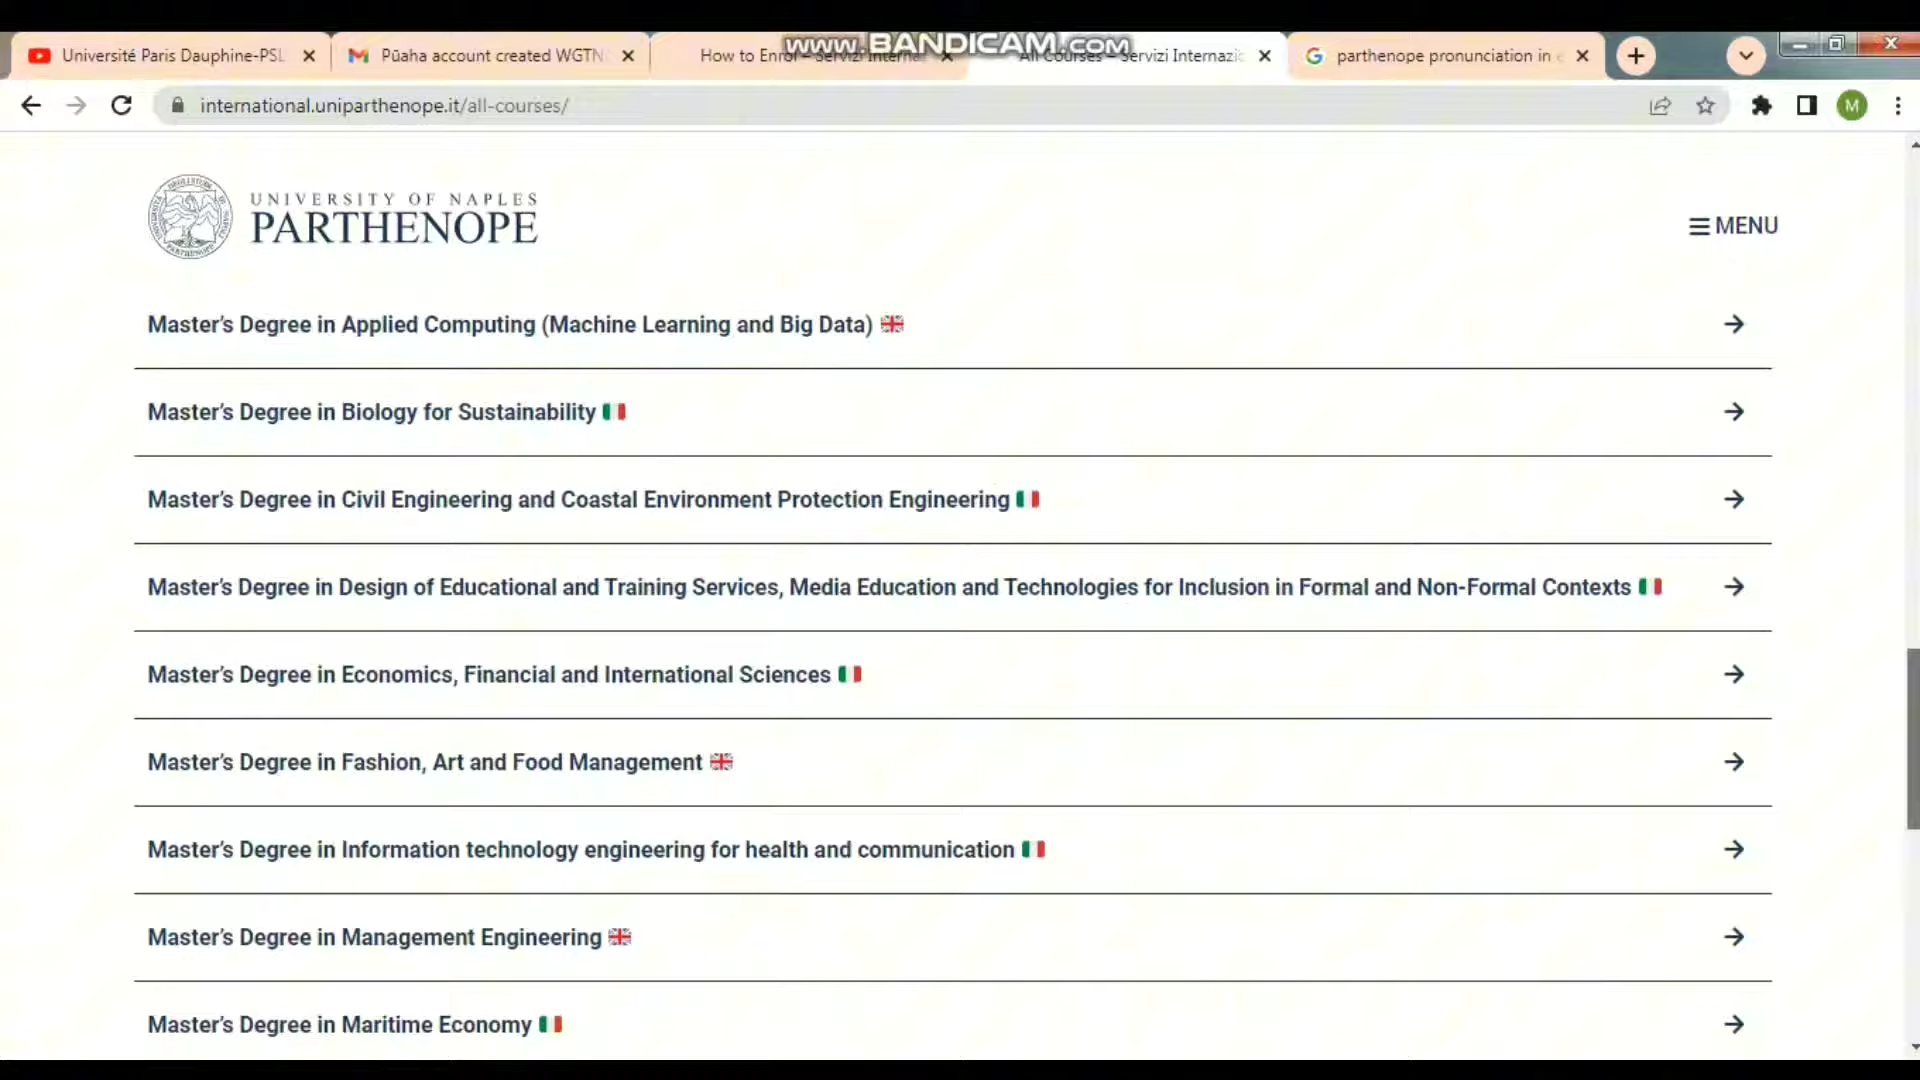 www.BANDICAM.com
Université Paris Dauphine-PSL
Pūaha account created WGTN
How to Enrol – Servizi Interna
All Courses – Servizi Internazio
parthenope pronunciation in e
international.uniparthenope.it/all-courses/
M
UNIVERSITY OF NAPLES
PARTHENOPE
MENU
Master's Degree in Applied Computing (Machine Learning and Big Data)
Master's Degree in Biology for Sustainability
Master's Degree in Civil Engineering and Coastal Environment Protection Engineering
Master's Degree in Design of Educational and Training Services, Media Education and Technologies for Inclusion in Formal and Non-Formal Contexts
Master's Degree in Economics, Financial and International Sciences
Master's Degree in Fashion, Art and Food Management
Master's Degree in Information technology engineering for health and communication
Master's Degree in Management Engineering
Master's Degree in Maritime Economy